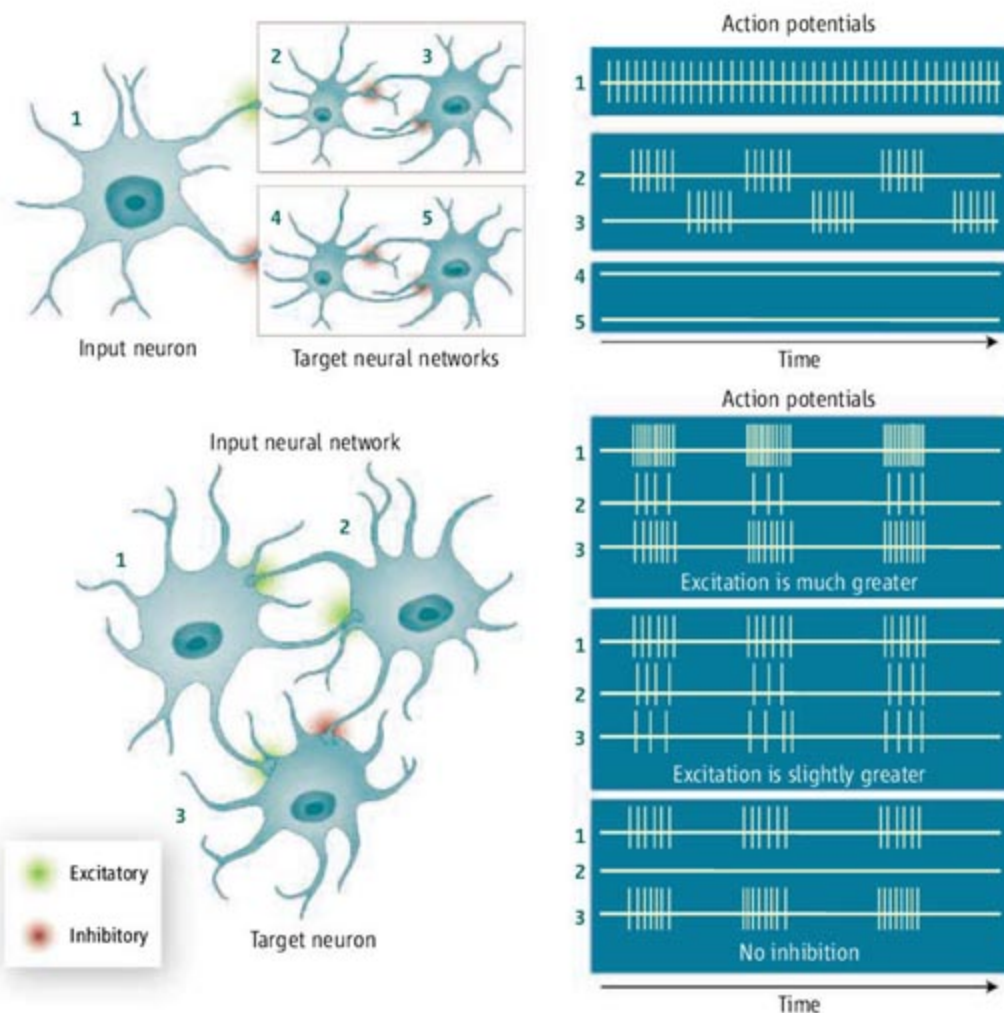 Action potentials
1
2
3
1
2
3
4
5
4
5
Input neuron
Target neural networks
Time
Action potentials
Input neural network
1
2
3
1
2
3
Excitation is much greater
1
2
3
Excitation is slightly greater
1
2
3
No inhibition
Excitatory
Inhibitory
Target neuron
Time